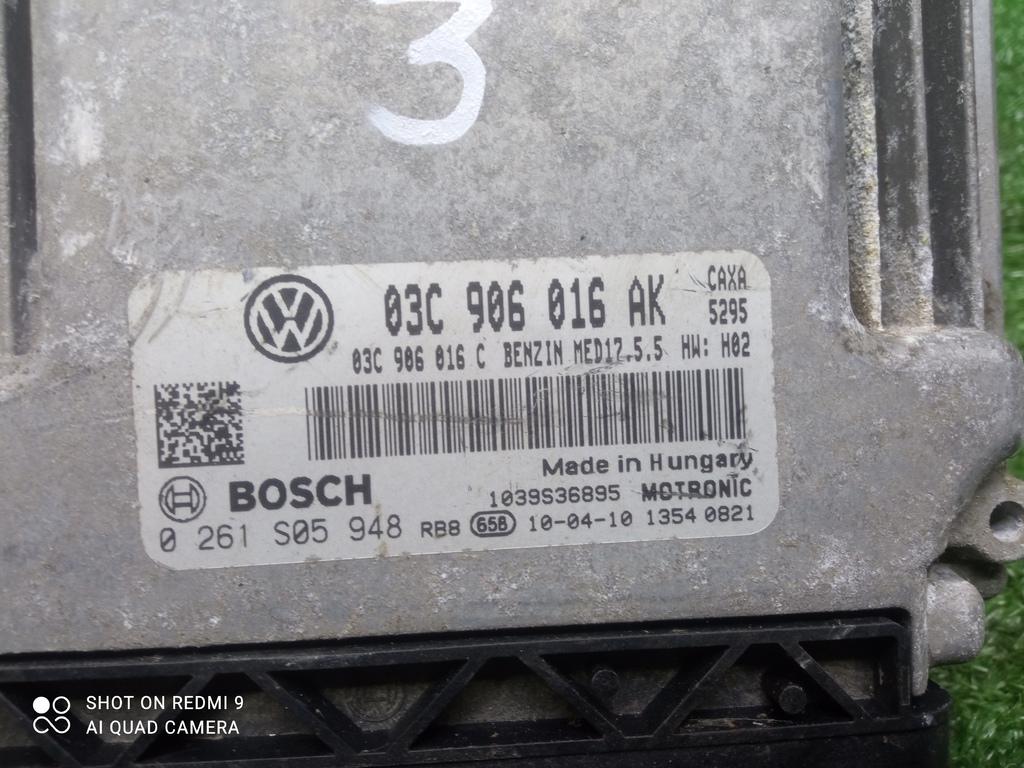 3
03C 906 016 AK
CAXA
5295
03C 906 016 C BENZIN MED17.5.5 HW: H02
Made in Hungary
BOSCH
1039S36895 MOTRONIC
0 261 S05 948 RB8 65B 10-04-10 1354 0821
SHOT ON REDMI 9
AI QUAD CAMERA